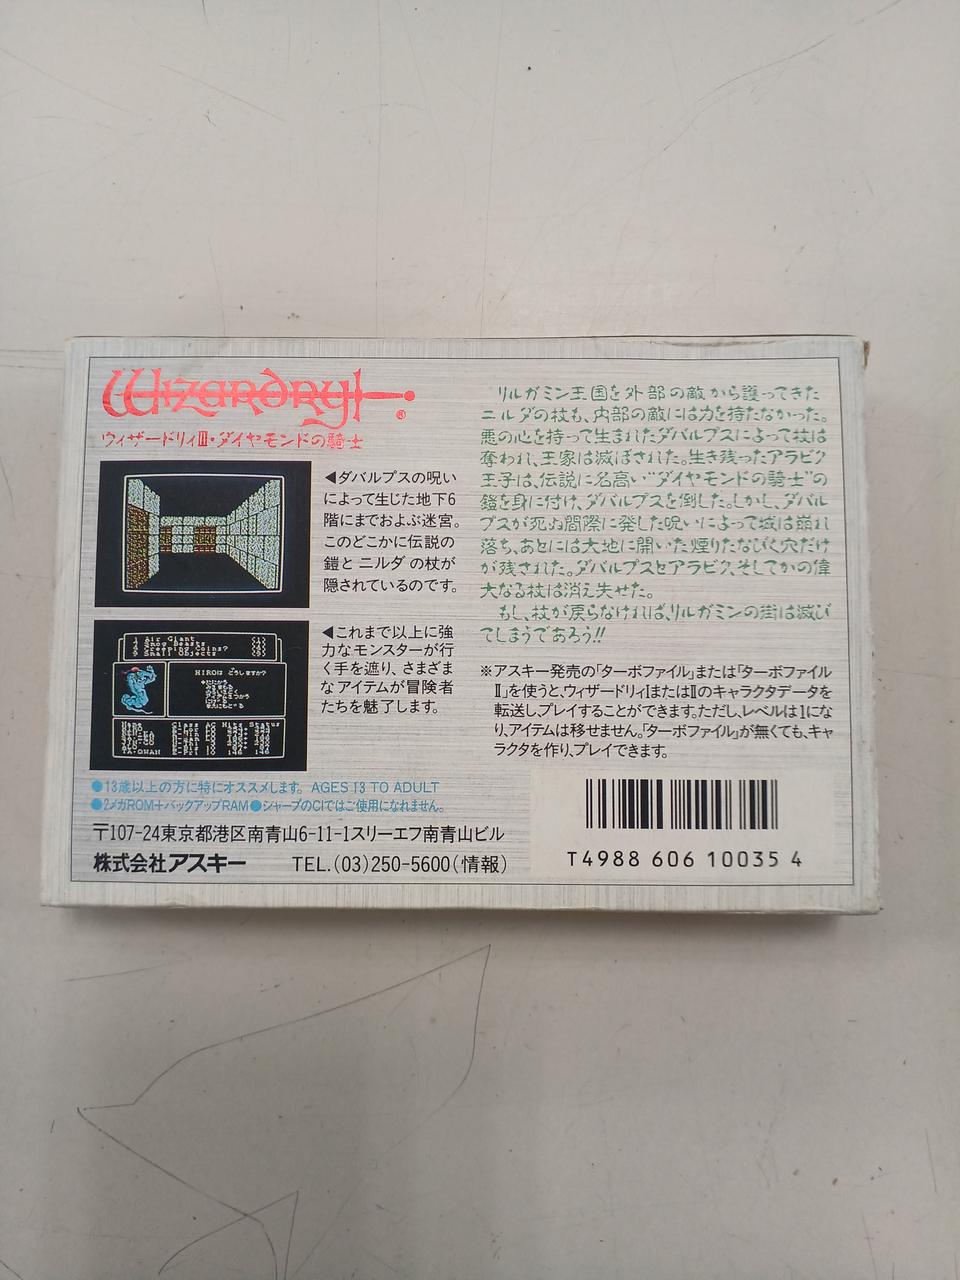 Wizardry
®
ウィザードリィⅢ・ダイヤモンドの騎士
◀ダバルプスの呪い
によって生じた地下6
階にまでおよぶ迷宮。
このどこかに伝説の
鎧とニルダの杖が
隠されているのです。
◀これまで以上に強
力なモンスターが行
く手を遮り、さまざま
なアイテムが冒険者
たちを魅了します。
HIROは どうしますか?
●13歳以上の方に特にオススメします。AGES 13 TO ADULT
●2メガROM+バックアップRAM●シャープのC1ではご使用になれません。
〒107-24東京都港区南青山6-11-1スリーエフ南青山ビル
株式会社アスキー TEL.(03)250-5600(情報)
リルガミン王国を外部の敵から護ってきた
ニルダの杖も、内部の敵には力を持たなかった。
悪の心を持って生まれたダバルプスによって杖は
奪われ、王家は滅ぼされた。生き残ったアラビク
王子は、伝説に名高い"ダイヤモンドの騎士"の
鎧を身に付け、ダバルプスを倒した。しかし、ダバル
プスが死ぬ間際に発した呪いによって城は崩れ
落ち、あとには大地に開いた煙りたなびく穴だけ
が残された。ダバルプスとアラビク、そしてかの偉
大なる杖は消え失せた。
もし、杖が戻らなければ、リルガミンの街は滅び
てしまうであろう!!
※アスキー発売の「ターボファイル」または「ターボファイル
Ⅱ」を使うと、ウィザードリィⅠまたはⅡのキャラクタデータを
転送し、プレイすることができます。ただし、レベルは1にな
り、アイテムは移せません。「ターボファイル」が無くても、キャ
ラクタを作り、プレイできます。
T4988 606 10035 4